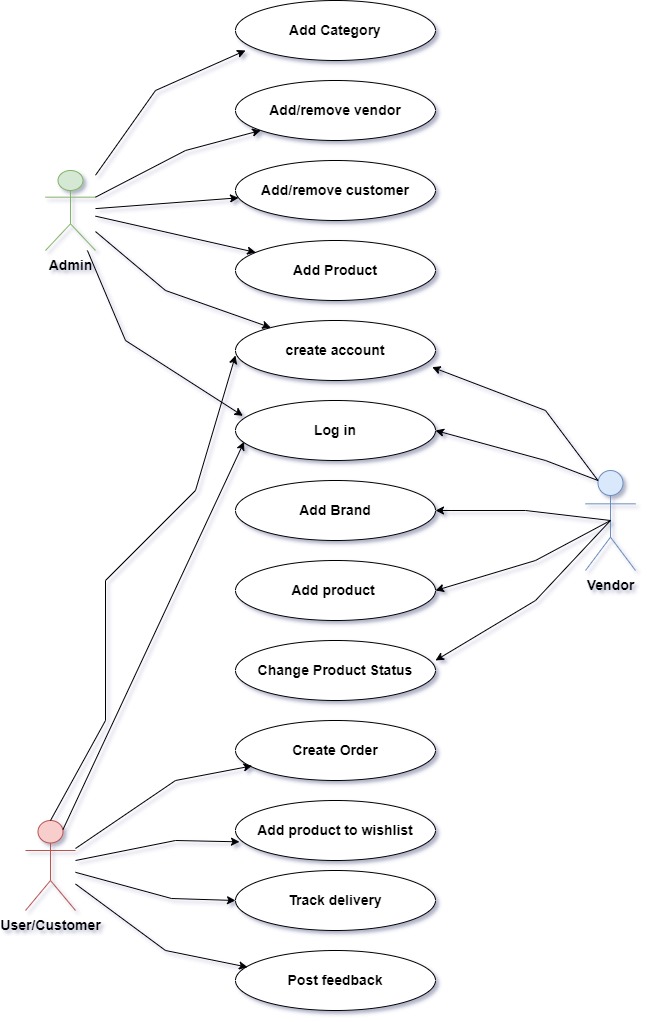 Add Category
Add/remove vendor
Add/remove customer
Admin
Add Product
create account
Log in
Add Brand
Vendor
Add product
Change Product Status
Create Order
Add product to wishlist
Track delivery
User/Customer
Post feedback